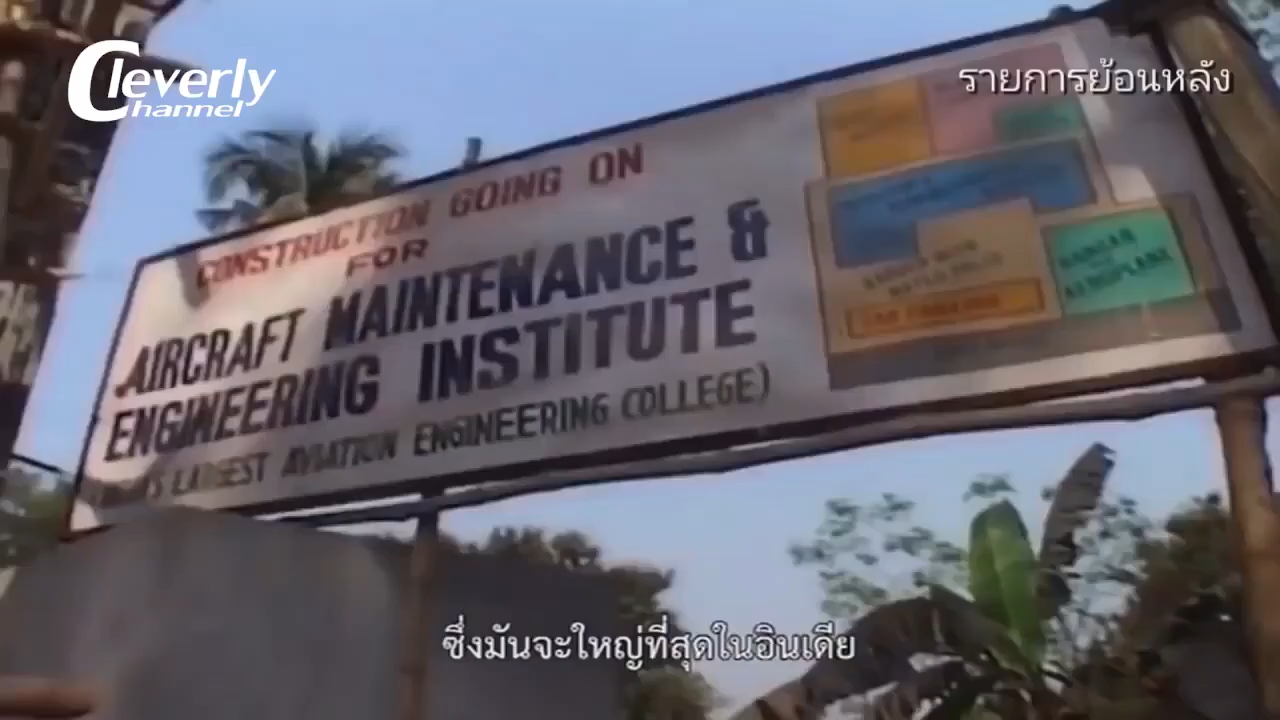 Cleverly
Channel
รายการย้อนหลัง
CONSTRUCTION GOING ON
FOR
AIRCRAFT MAINTENANCE &
ENGINEERING INSTITUTE
LARGEST AVIATION ENGINEERING COLLEGE)
HANGAR
AEROPLANE
ซึ่งมันจะใหญ่ที่สุดในอินเดีย